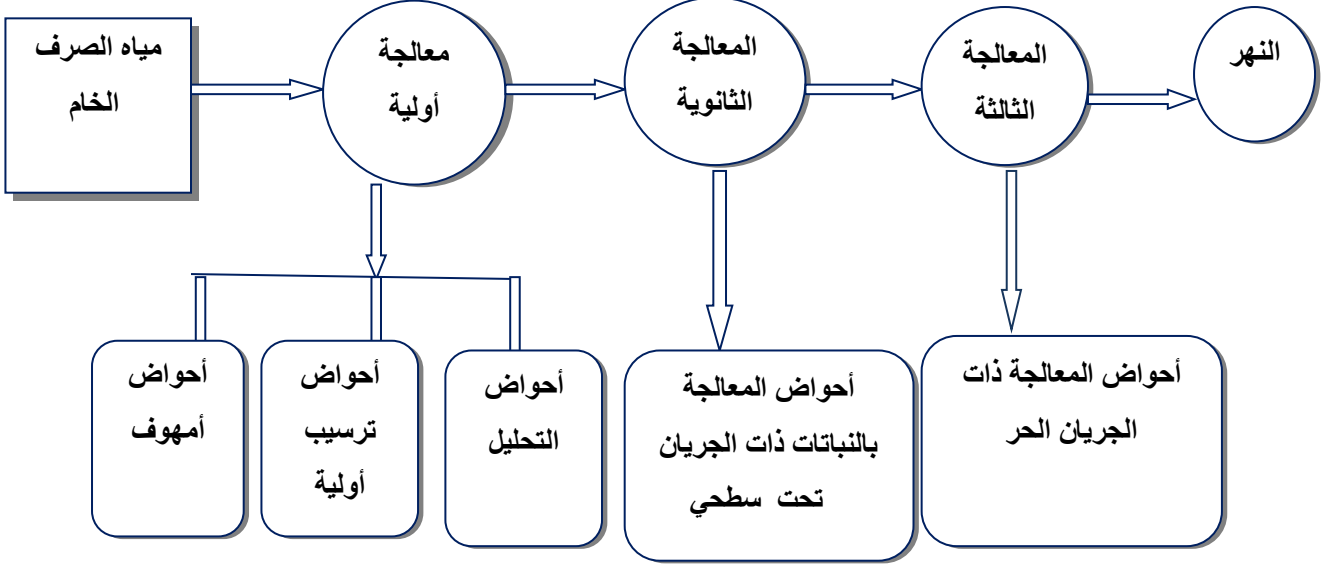 مياه الصرف
الخام
معالجة
أولية
المعالجة
الثانوية
المعالجة
الثالثة
النهر
أحواض
أمهوف
أحواض
ترسيب
أولية
أحواض
التحليل
أحواض المعالجة
بالنباتات ذات الجريان
تحت سطحي
أحواض المعالجة ذات
الجريان الحر